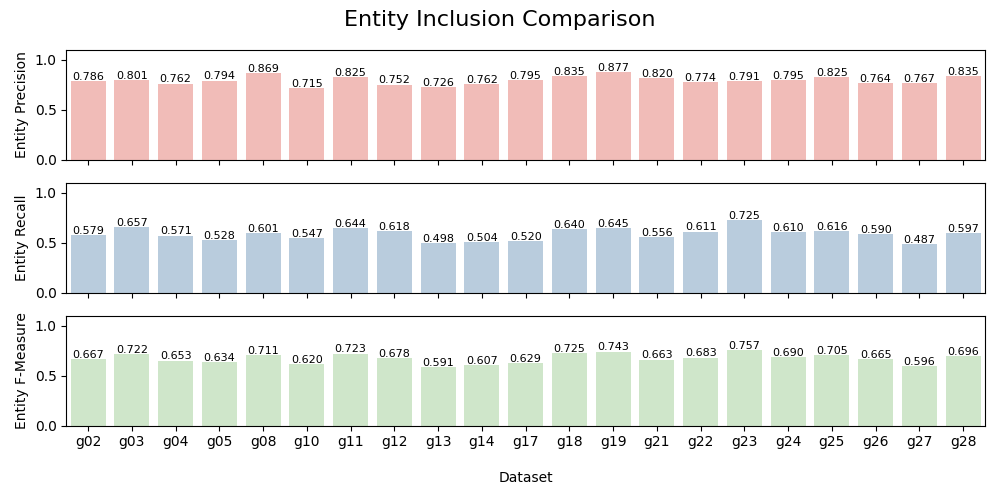 Entity Inclusion Comparison
Entity Precision
1.0
0.5
0.0
0.786 0.801 0.762 0.794 0.869 0.715 0.825 0.752 0.726 0.762 0.795 0.835 0.877 0.820 0.774 0.791 0.795 0.825 0.764 0.767 0.835
Entity Recall
1.0
0.5
0.0
0.579 0.657 0.571 0.528 0.601 0.547 0.644 0.618 0.498 0.504 0.520 0.640 0.645 0.556 0.611 0.725 0.610 0.616 0.590 0.487 0.597
Entity F-Measure
1.0
0.5
0.0
0.667 0.722 0.653 0.634 0.711 0.620 0.723 0.678 0.591 0.607 0.629 0.725 0.743 0.663 0.683 0.757 0.690 0.705 0.665 0.596 0.696
g02 g03 g04 g05 g08 g10 g11 g12 g13 g14 g17 g18 g19 g21 g22 g23 g24 g25 g26 g27 g28
Dataset